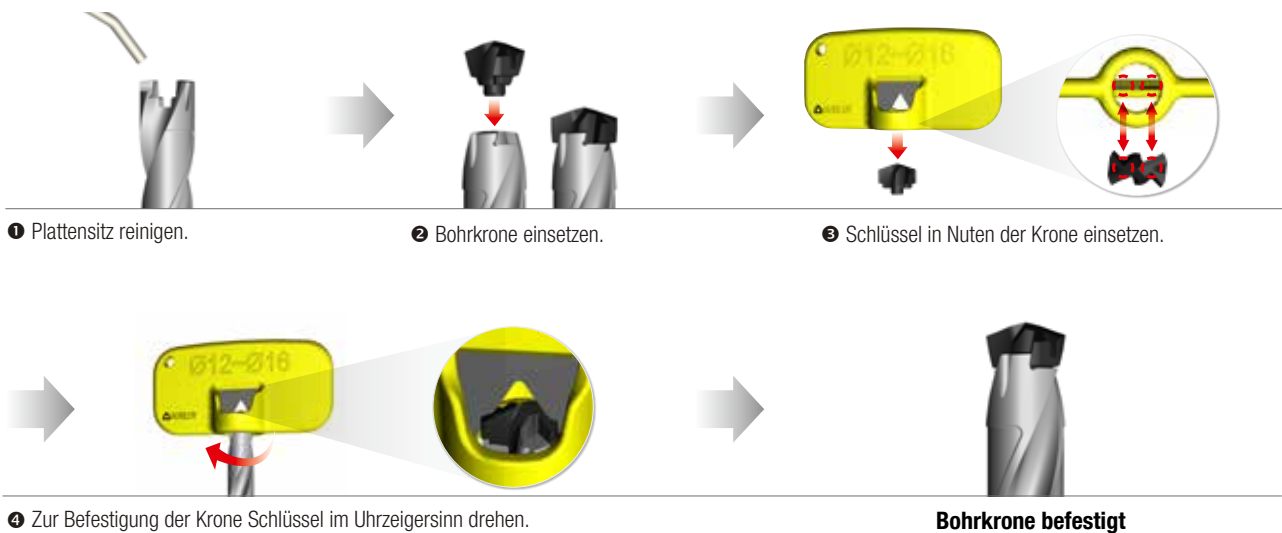 Ø12–Ø16
❶ Plattensitz reinigen.
❷ Bohrkrone einsetzen.
❸ Schlüssel in Nuten der Krone einsetzen.
Ø12–Ø16
❹ Zur Befestigung der Krone Schlüssel im Uhrzeigersinn drehen.
Bohrkrone befestigt